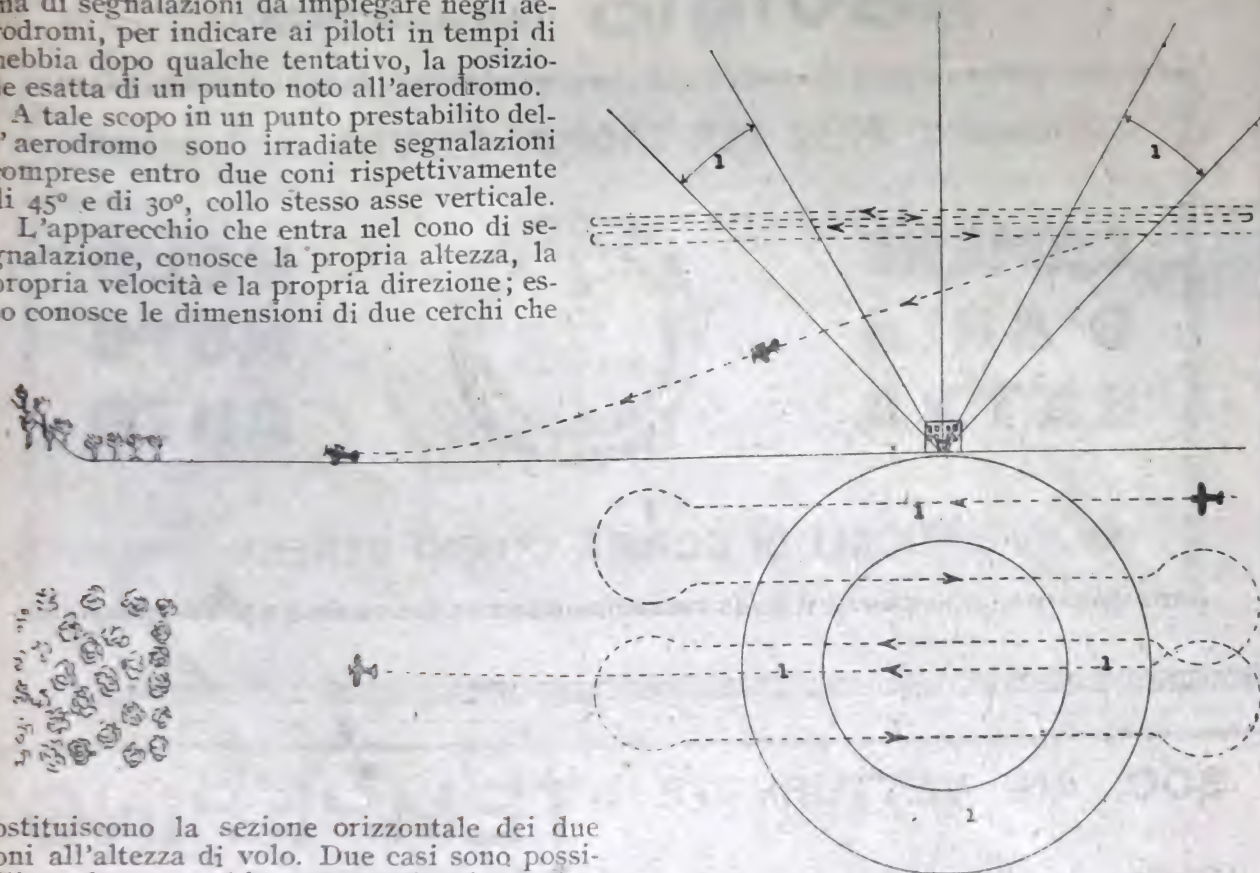 di segnalazioni da impiegare negli ae-
rodromi, per indicare ai piloti in tempi di
nebbia dopo qualche tentativo, la posizio-
e esatta di un punto noto all'aerodromo.
A tale scopo in un punto prestabilito del-
' aerodromo sono irradiate segnalazioni
omprese entro due coni rispettivamente
di 45° e di 30°, collo stesso asse verticale.
L'apparecchio che entra nel cono di se-
gnalazione, conosce la propria altezza, la
propria velocità e la propria direzione; es-
o conosce le dimensioni di due cerchi che
1
1
1
1
1
ostituiscono la sezione orizzontale dei due
oni all'altezza di volo. Due casi sono possi-